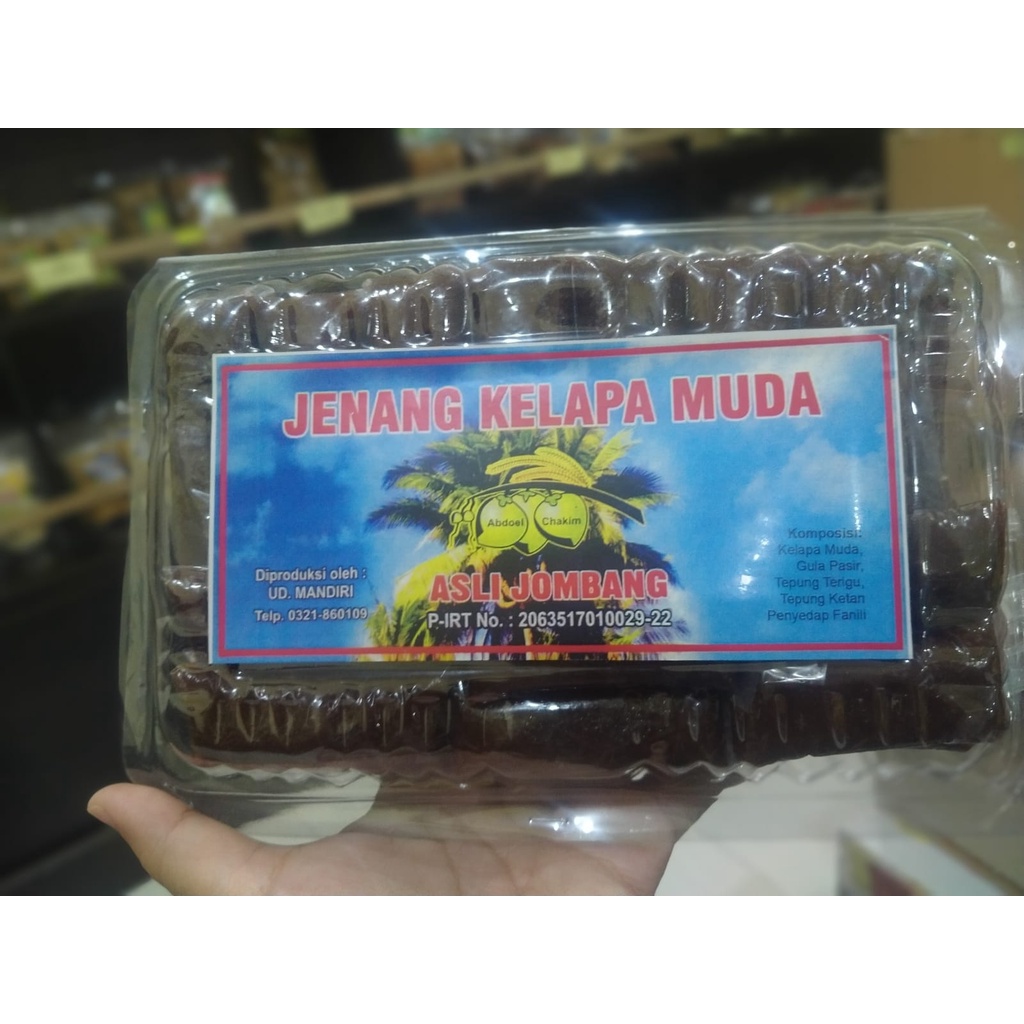 JENANG KELAPA MUDA
Abdoel Chakim
ASLI JOMBANG
P-IRT No. : 2063517010029-22
Diproduksi oleh :
UD. MANDIRI
Telp. 0321-860109
Komposisi:
Kelapa Muda,
Gula Pasir,
Tepung Terigu,
Tepung Ketan
Penyedap Fanili